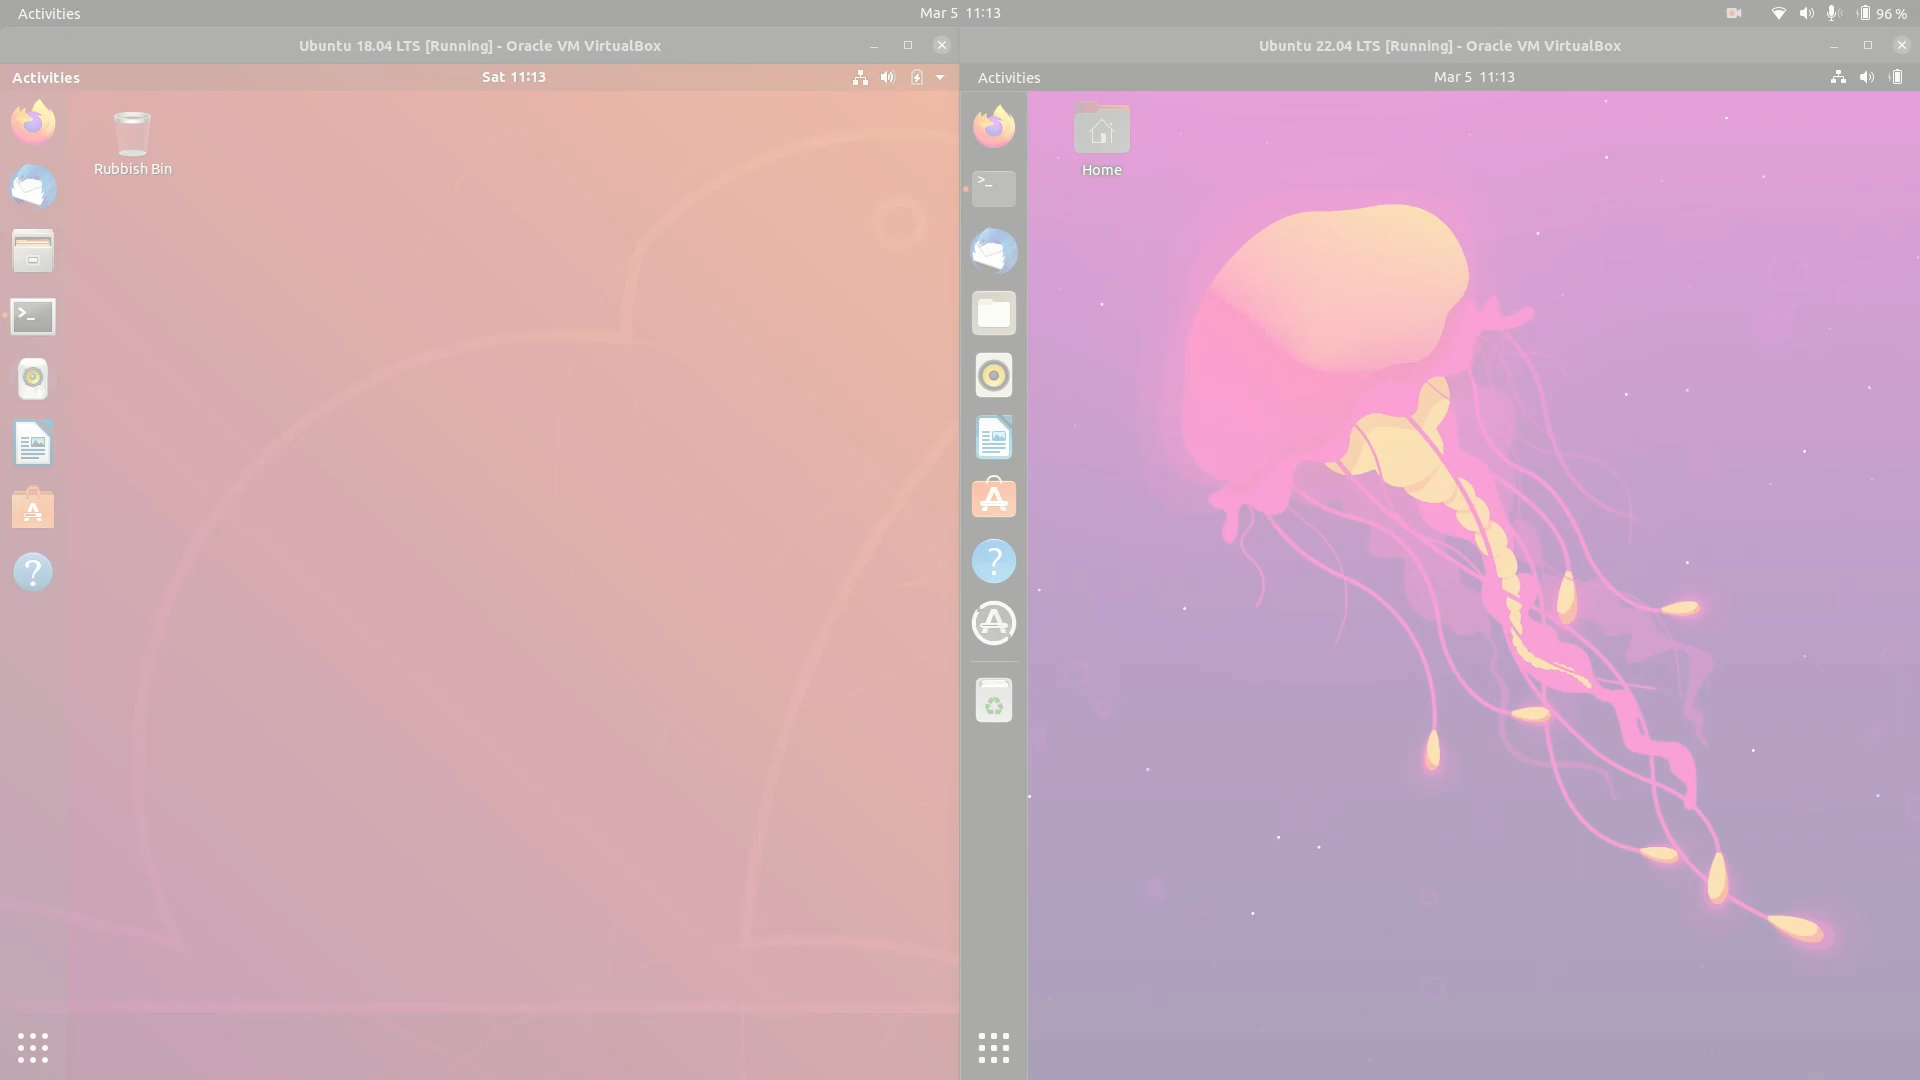 Activities
Mar 5 11:13
96 %
Ubuntu 18.04 LTS [Running] - Oracle VM VirtualBox
Ubuntu 22.04 LTS [Running] - Oracle VM VirtualBox
Activities
Sat 11:13
Activities
Mar 5 11:13
Rubbish Bin
Home